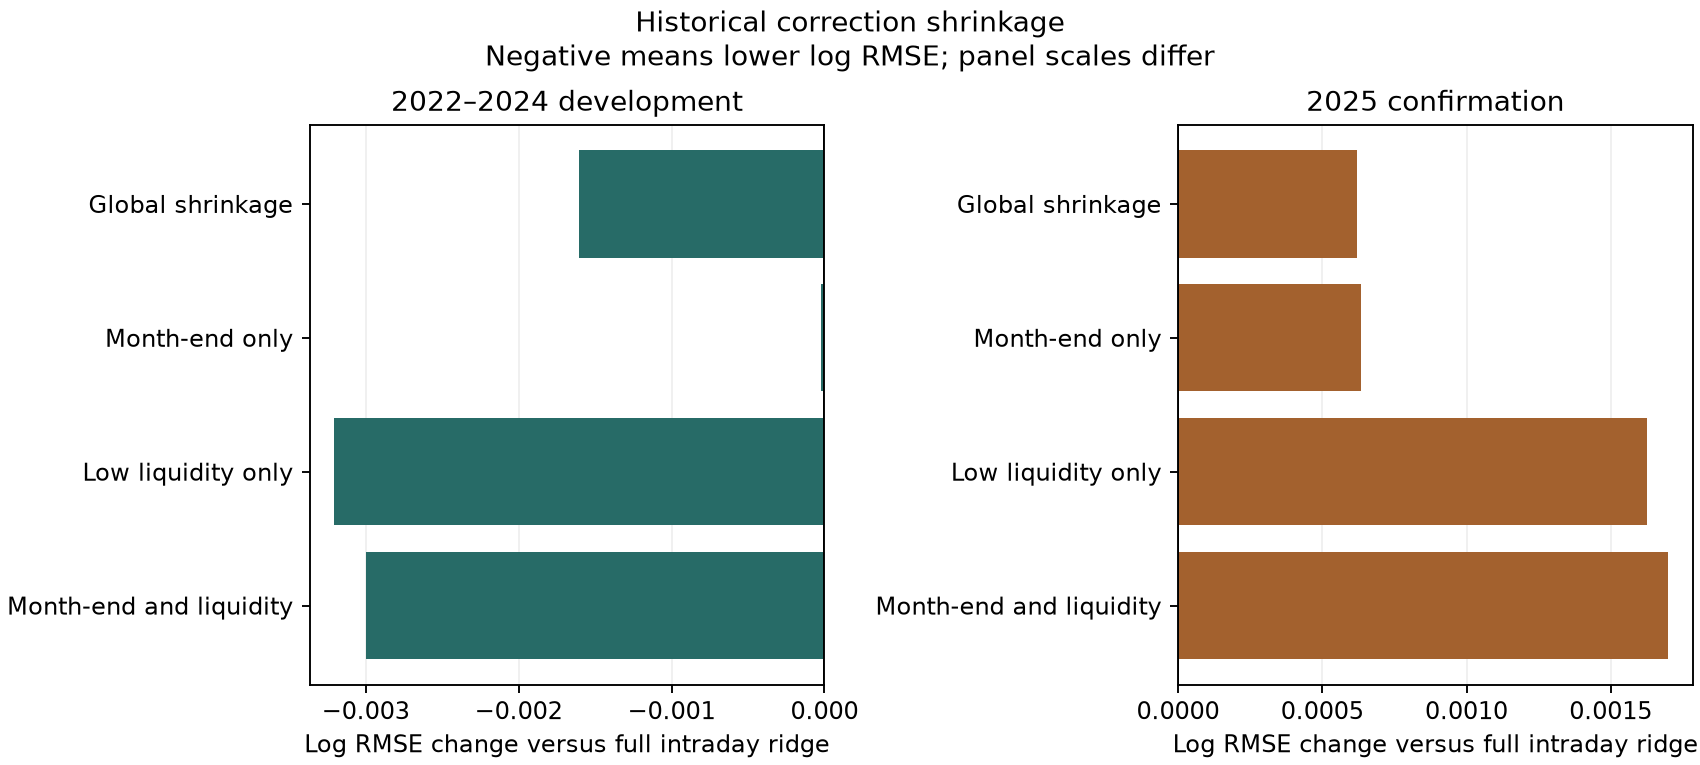 Historical correction shrinkage
Negative means lower log RMSE; panel scales differ
2022–2024 development
Global shrinkage
Month-end only
Low liquidity only
Month-end and liquidity
−0.003 −0.002 −0.001 0.000
Log RMSE change versus full intraday ridge
2025 confirmation
Global shrinkage
Month-end only
Low liquidity only
Month-end and liquidity
0.0000 0.0005 0.0010 0.0015
Log RMSE change versus full intraday ridge